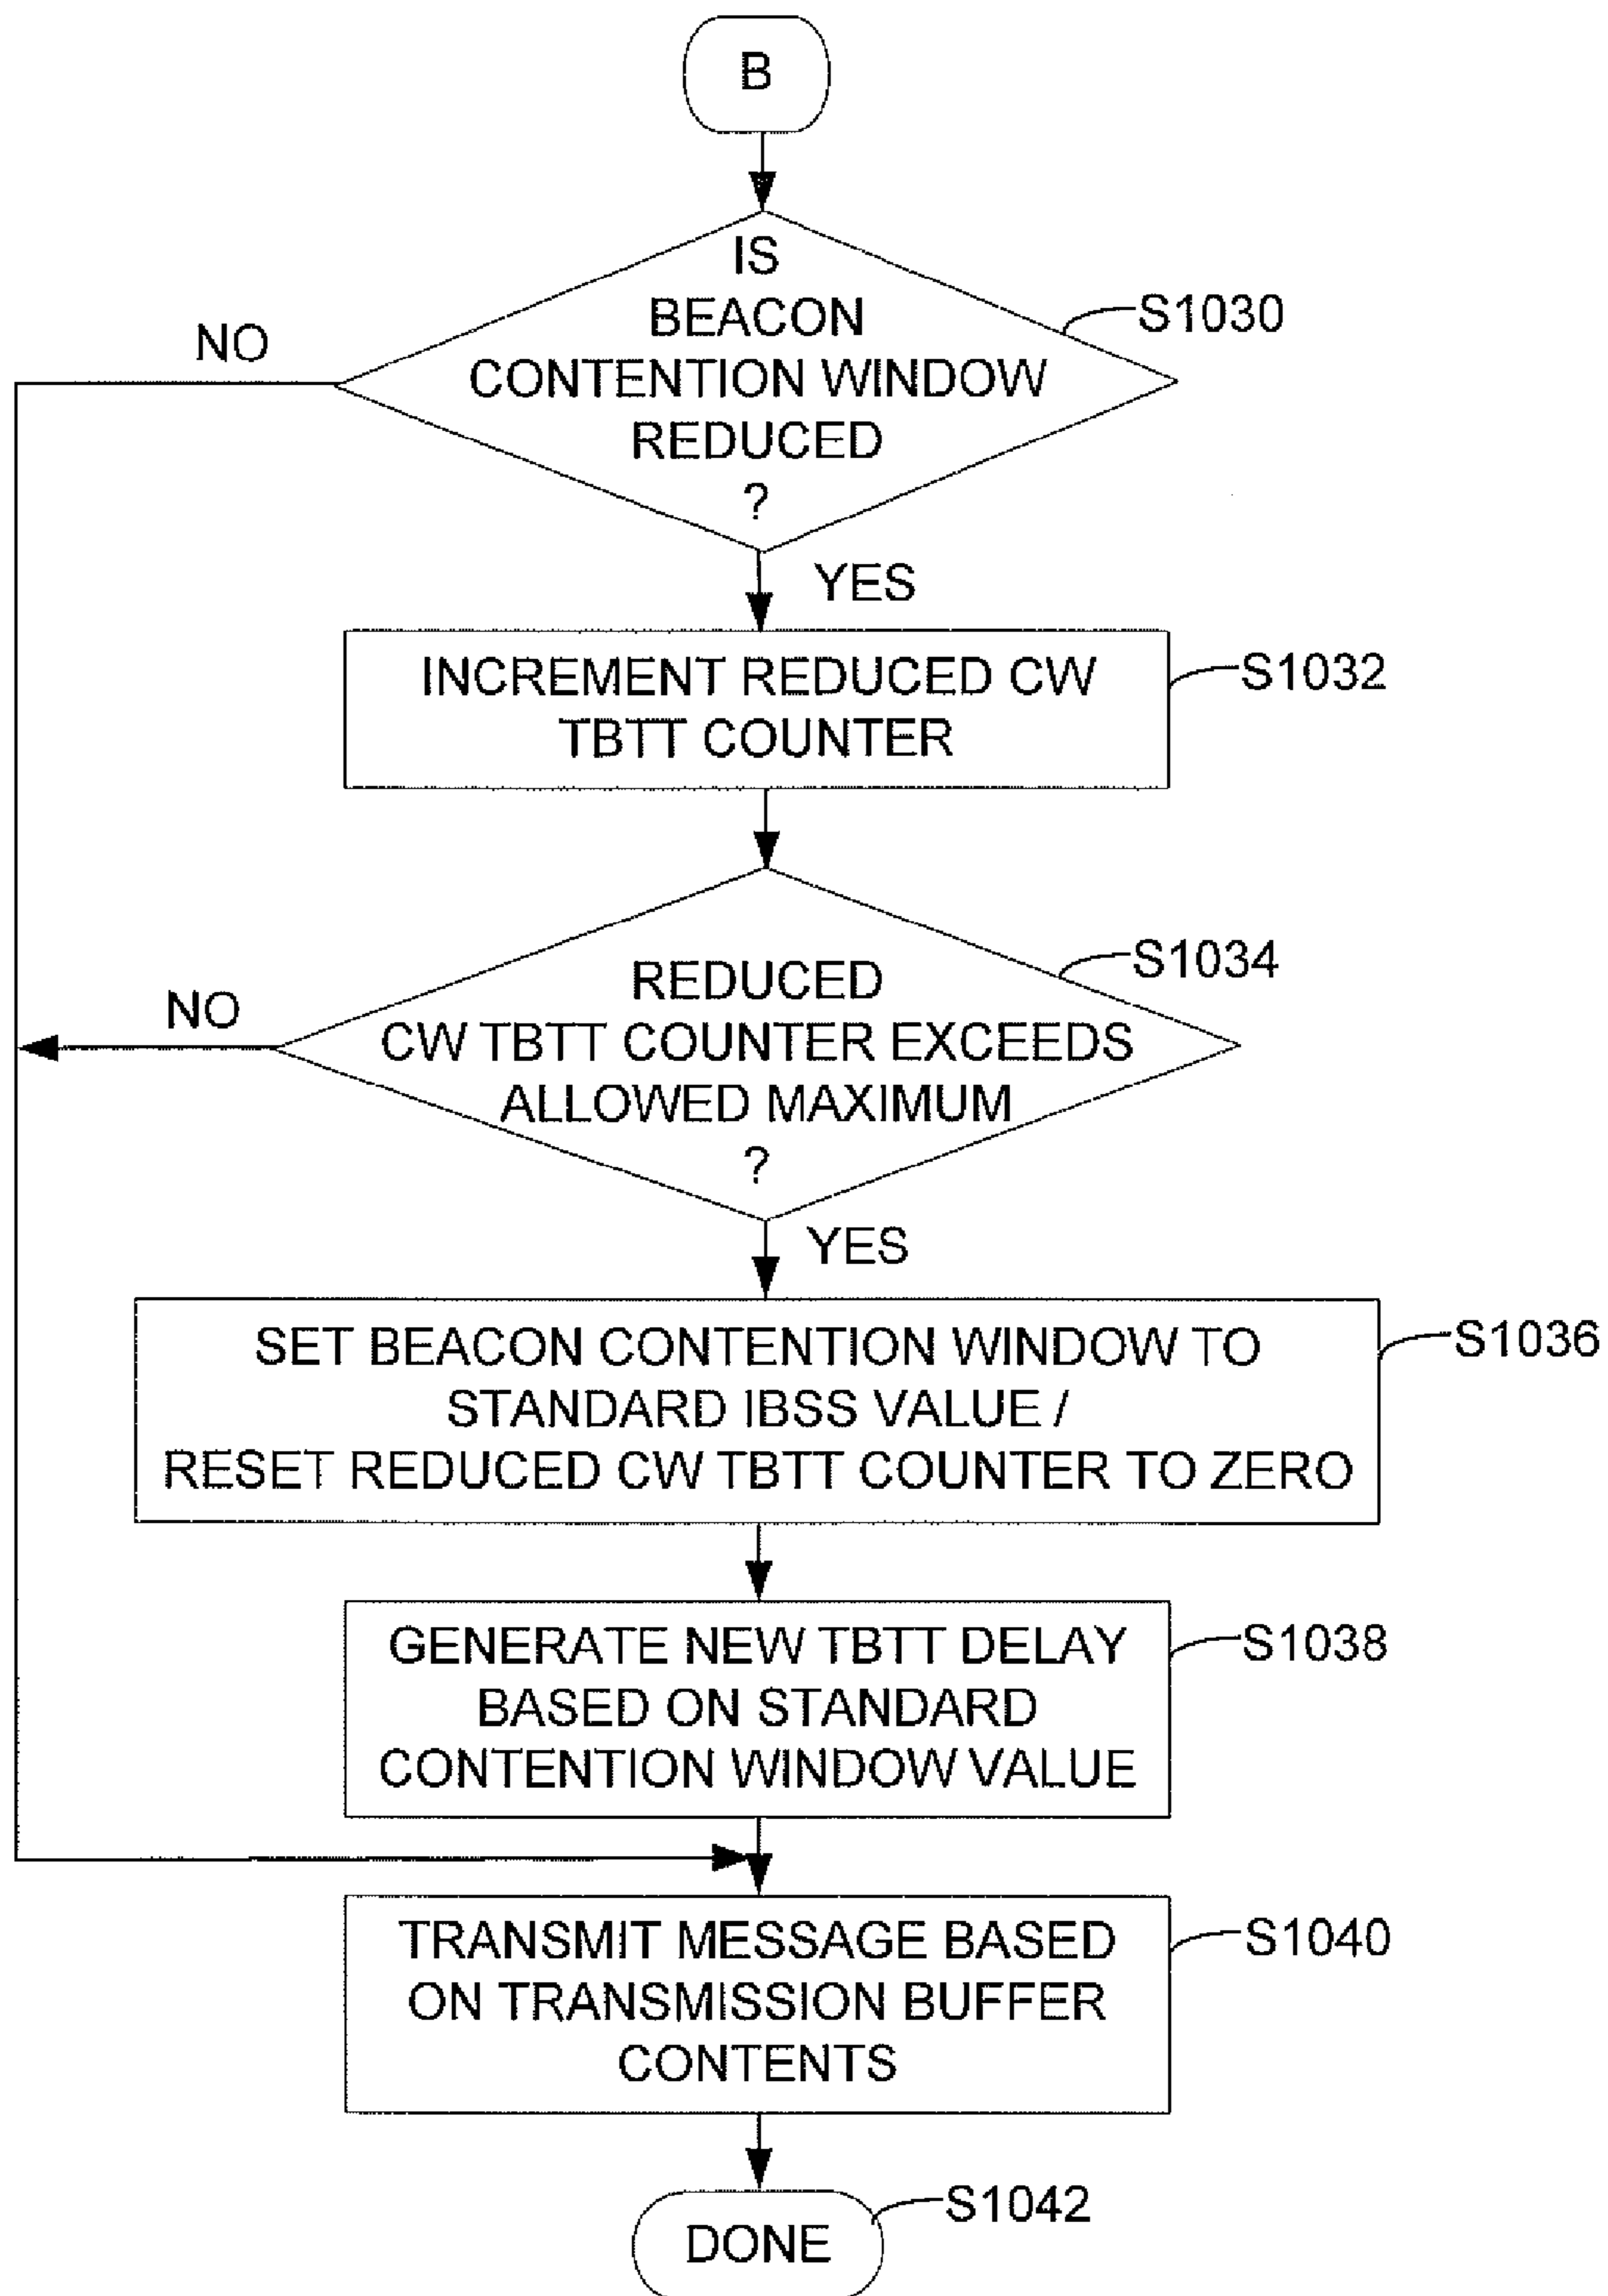 B
IS
BEACON
CONTENTION WINDOW
REDUCED
?
S1030
NO
YES
INCREMENT REDUCED CW
TBTT COUNTER
S1032
REDUCED
CW TBTT COUNTER EXCEEDS
ALLOWED MAXIMUM
?
S1034
NO
YES
SET BEACON CONTENTION WINDOW TO
STANDARD IBSS VALUE /
RESET REDUCED CW TBTT COUNTER TO ZERO
S1036
GENERATE NEW TBTT DELAY
BASED ON STANDARD
CONTENTION WINDOW VALUE
S1038
TRANSMIT MESSAGE BASED
ON TRANSMISSION BUFFER
CONTENTS
S1040
DONE
S1042